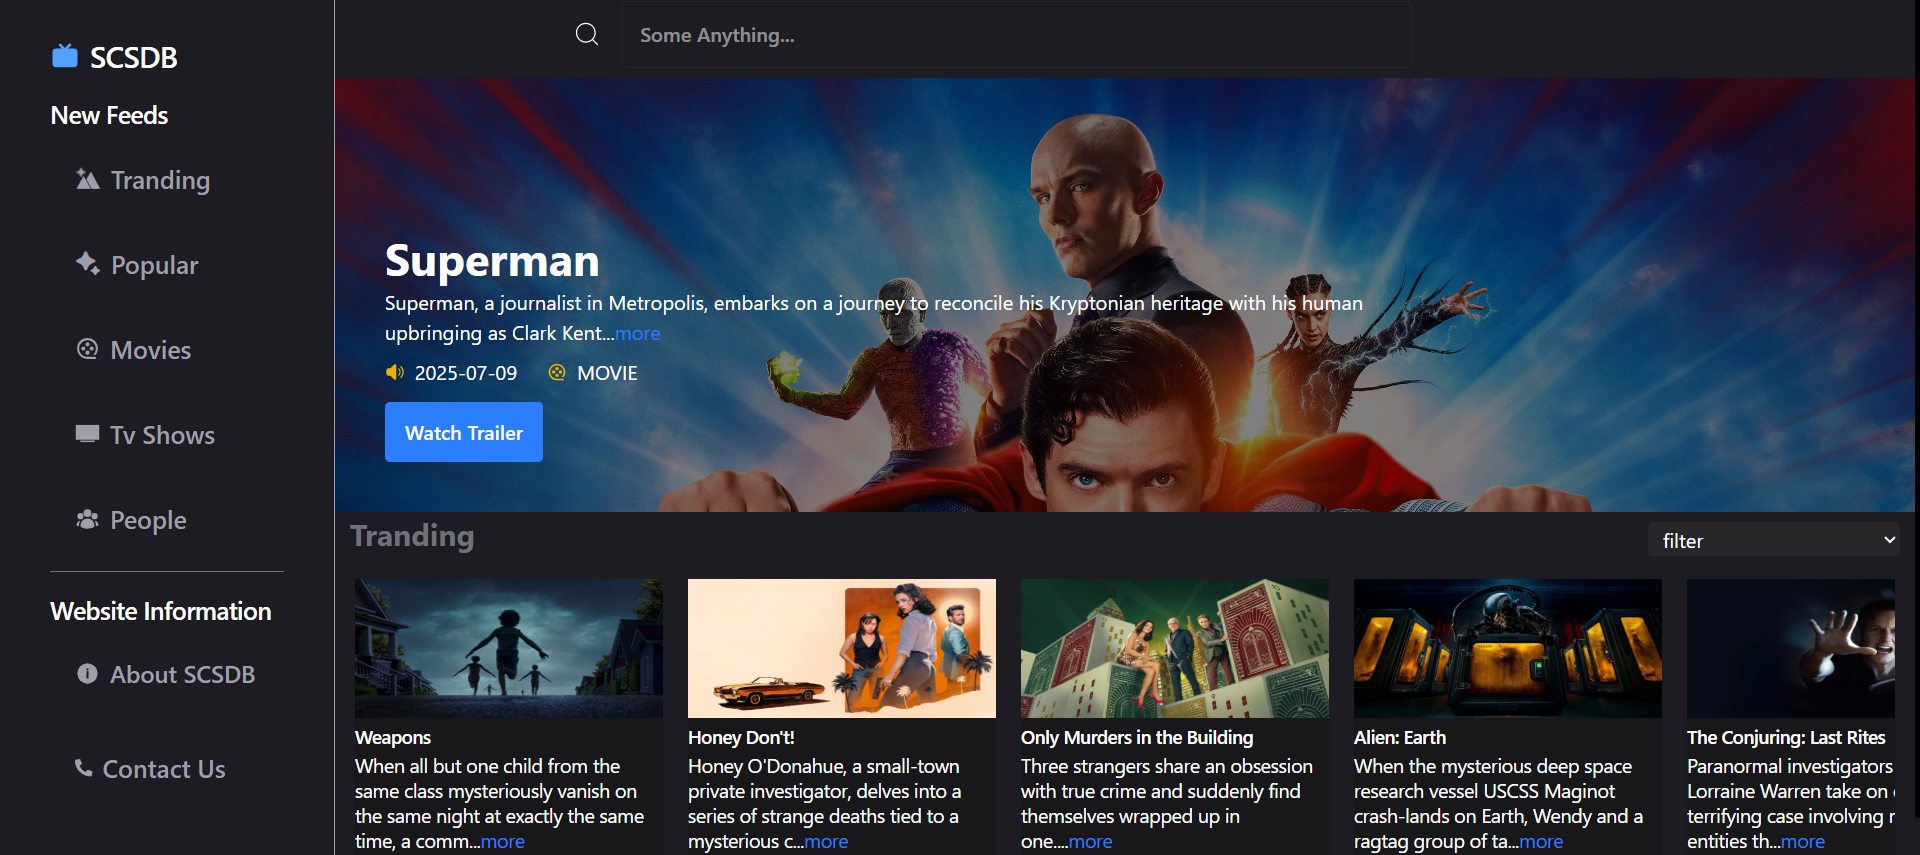 SCSDB
New Feeds
Tranding
Popular
Movies
Tv Shows
People
Website Information
About SCSDB
Contact Us
Some Anything...
Superman
Superman, a journalist in Metropolis, embarks on a journey to reconcile his Kryptonian heritage with his human
upbringing as Clark Kent...more
2025-07-09 MOVIE
Watch Trailer
Tranding
filter
Weapons
When all but one child from the
same class mysteriously vanish on
the same night at exactly the same
time, a comm...more
Honey Don't!
Honey O'Donahue, a small-town
private investigator, delves into a
series of strange deaths tied to a
mysterious c...more
Only Murders in the Building
Three strangers share an obsession
with true crime and suddenly find
themselves wrapped up in
one....more
Alien: Earth
When the mysterious deep space
research vessel USCSS Maginot
crash-lands on Earth, Wendy and a
ragtag group of ta...more
The Conjuring: Last Rites
Paranormal investigators
Lorraine Warren take on
terrifying case involving
entities th...more